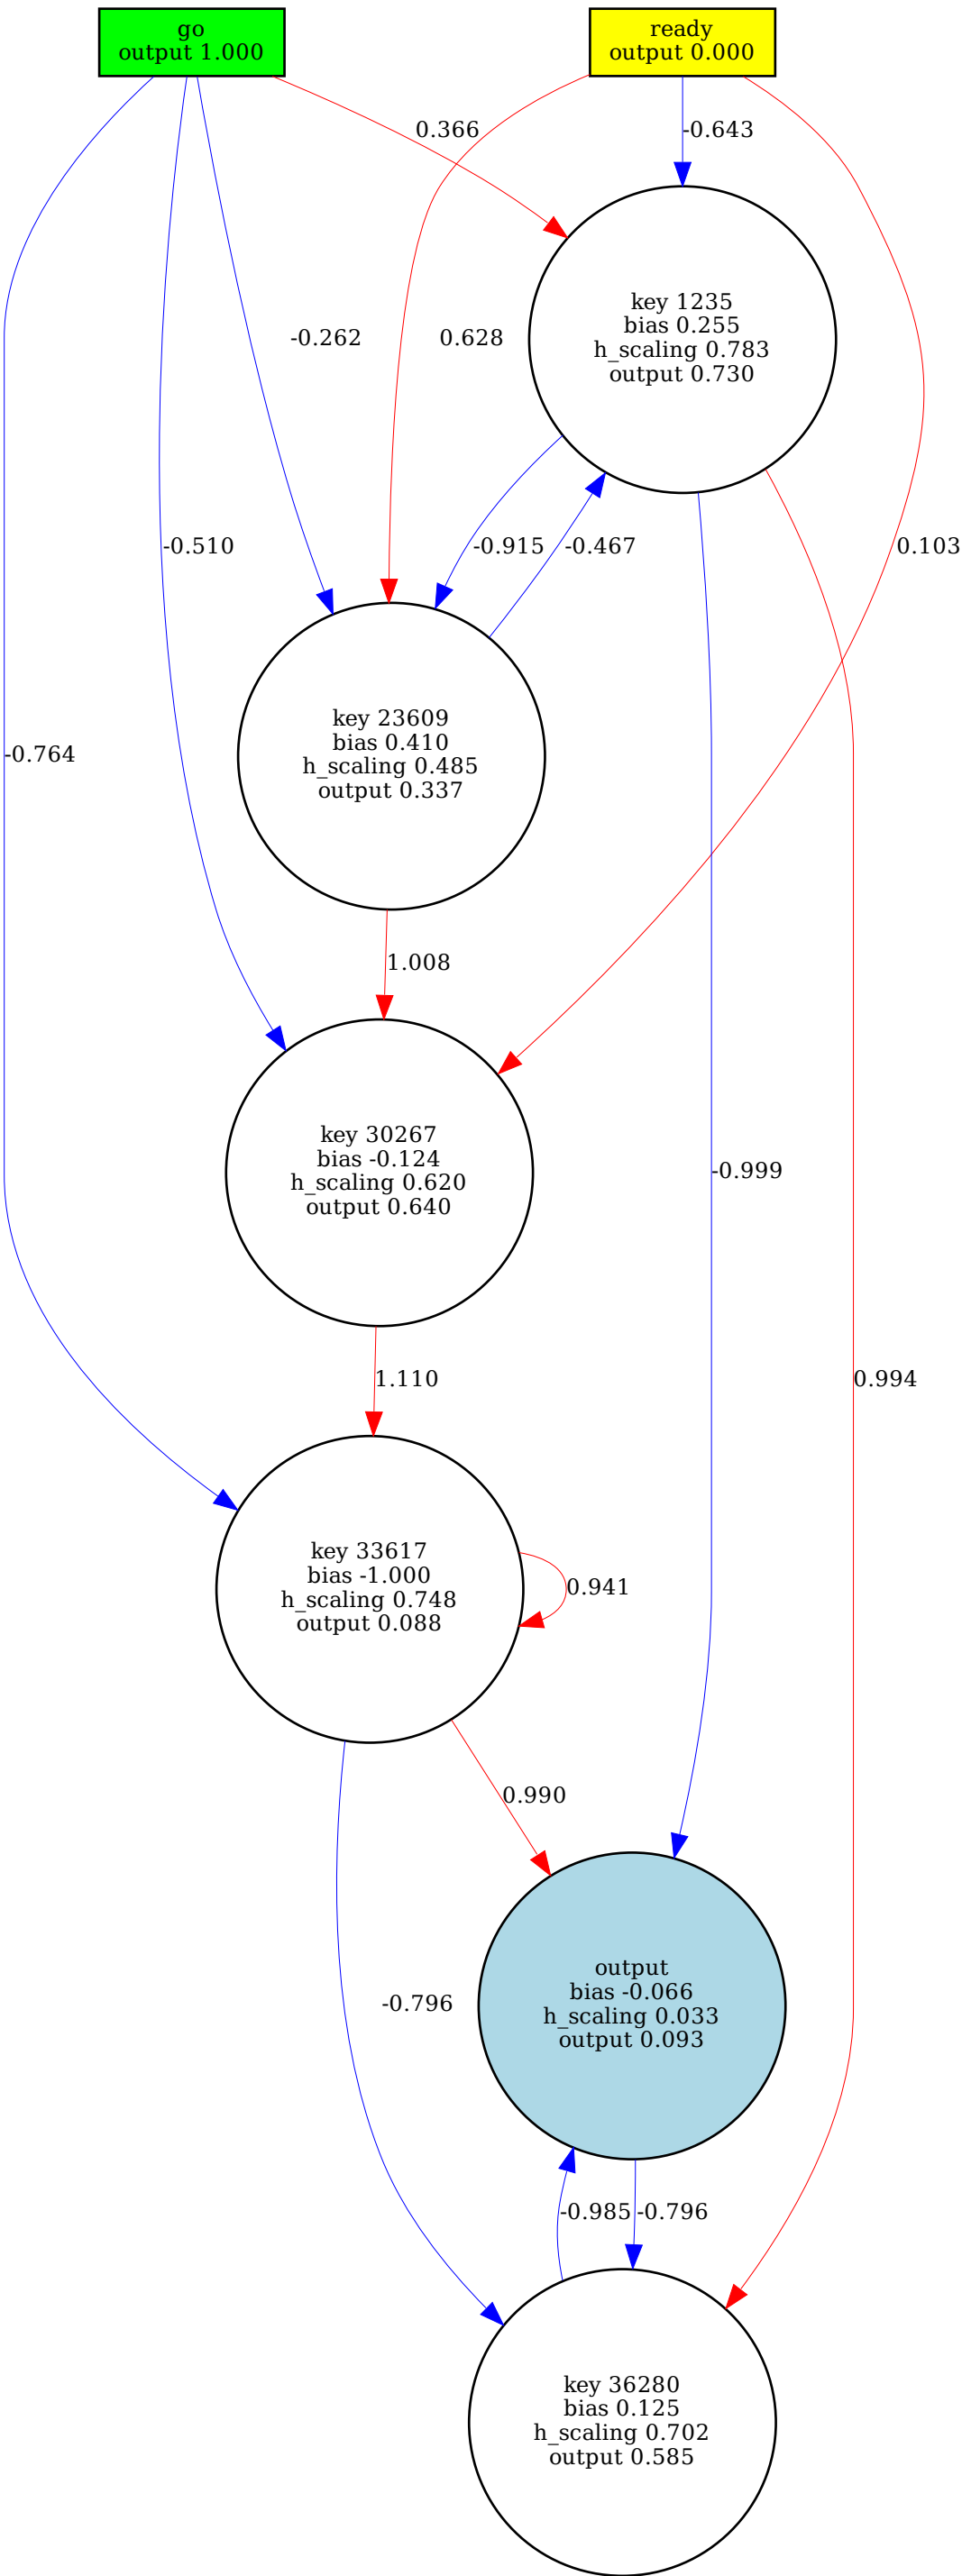 go
output 1.000
ready
output 0.000
0.366
-0.643
key 1235
bias 0.255
h_scaling 0.783
output 0.730
-0.262
0.628
-0.510
-0.915
-0.467
0.103
key 23609
bias 0.410
h_scaling 0.485
output 0.337
-0.764
1.008
key 30267
bias -0.124
h_scaling 0.620
output 0.640
-0.999
1.110
0.994
key 33617
bias -1.000
h_scaling 0.748
output 0.088
0.941
0.990
output
bias -0.066
h_scaling 0.033
output 0.093
-0.796
-0.985
-0.796
key 36280
bias 0.125
h_scaling 0.702
output 0.585